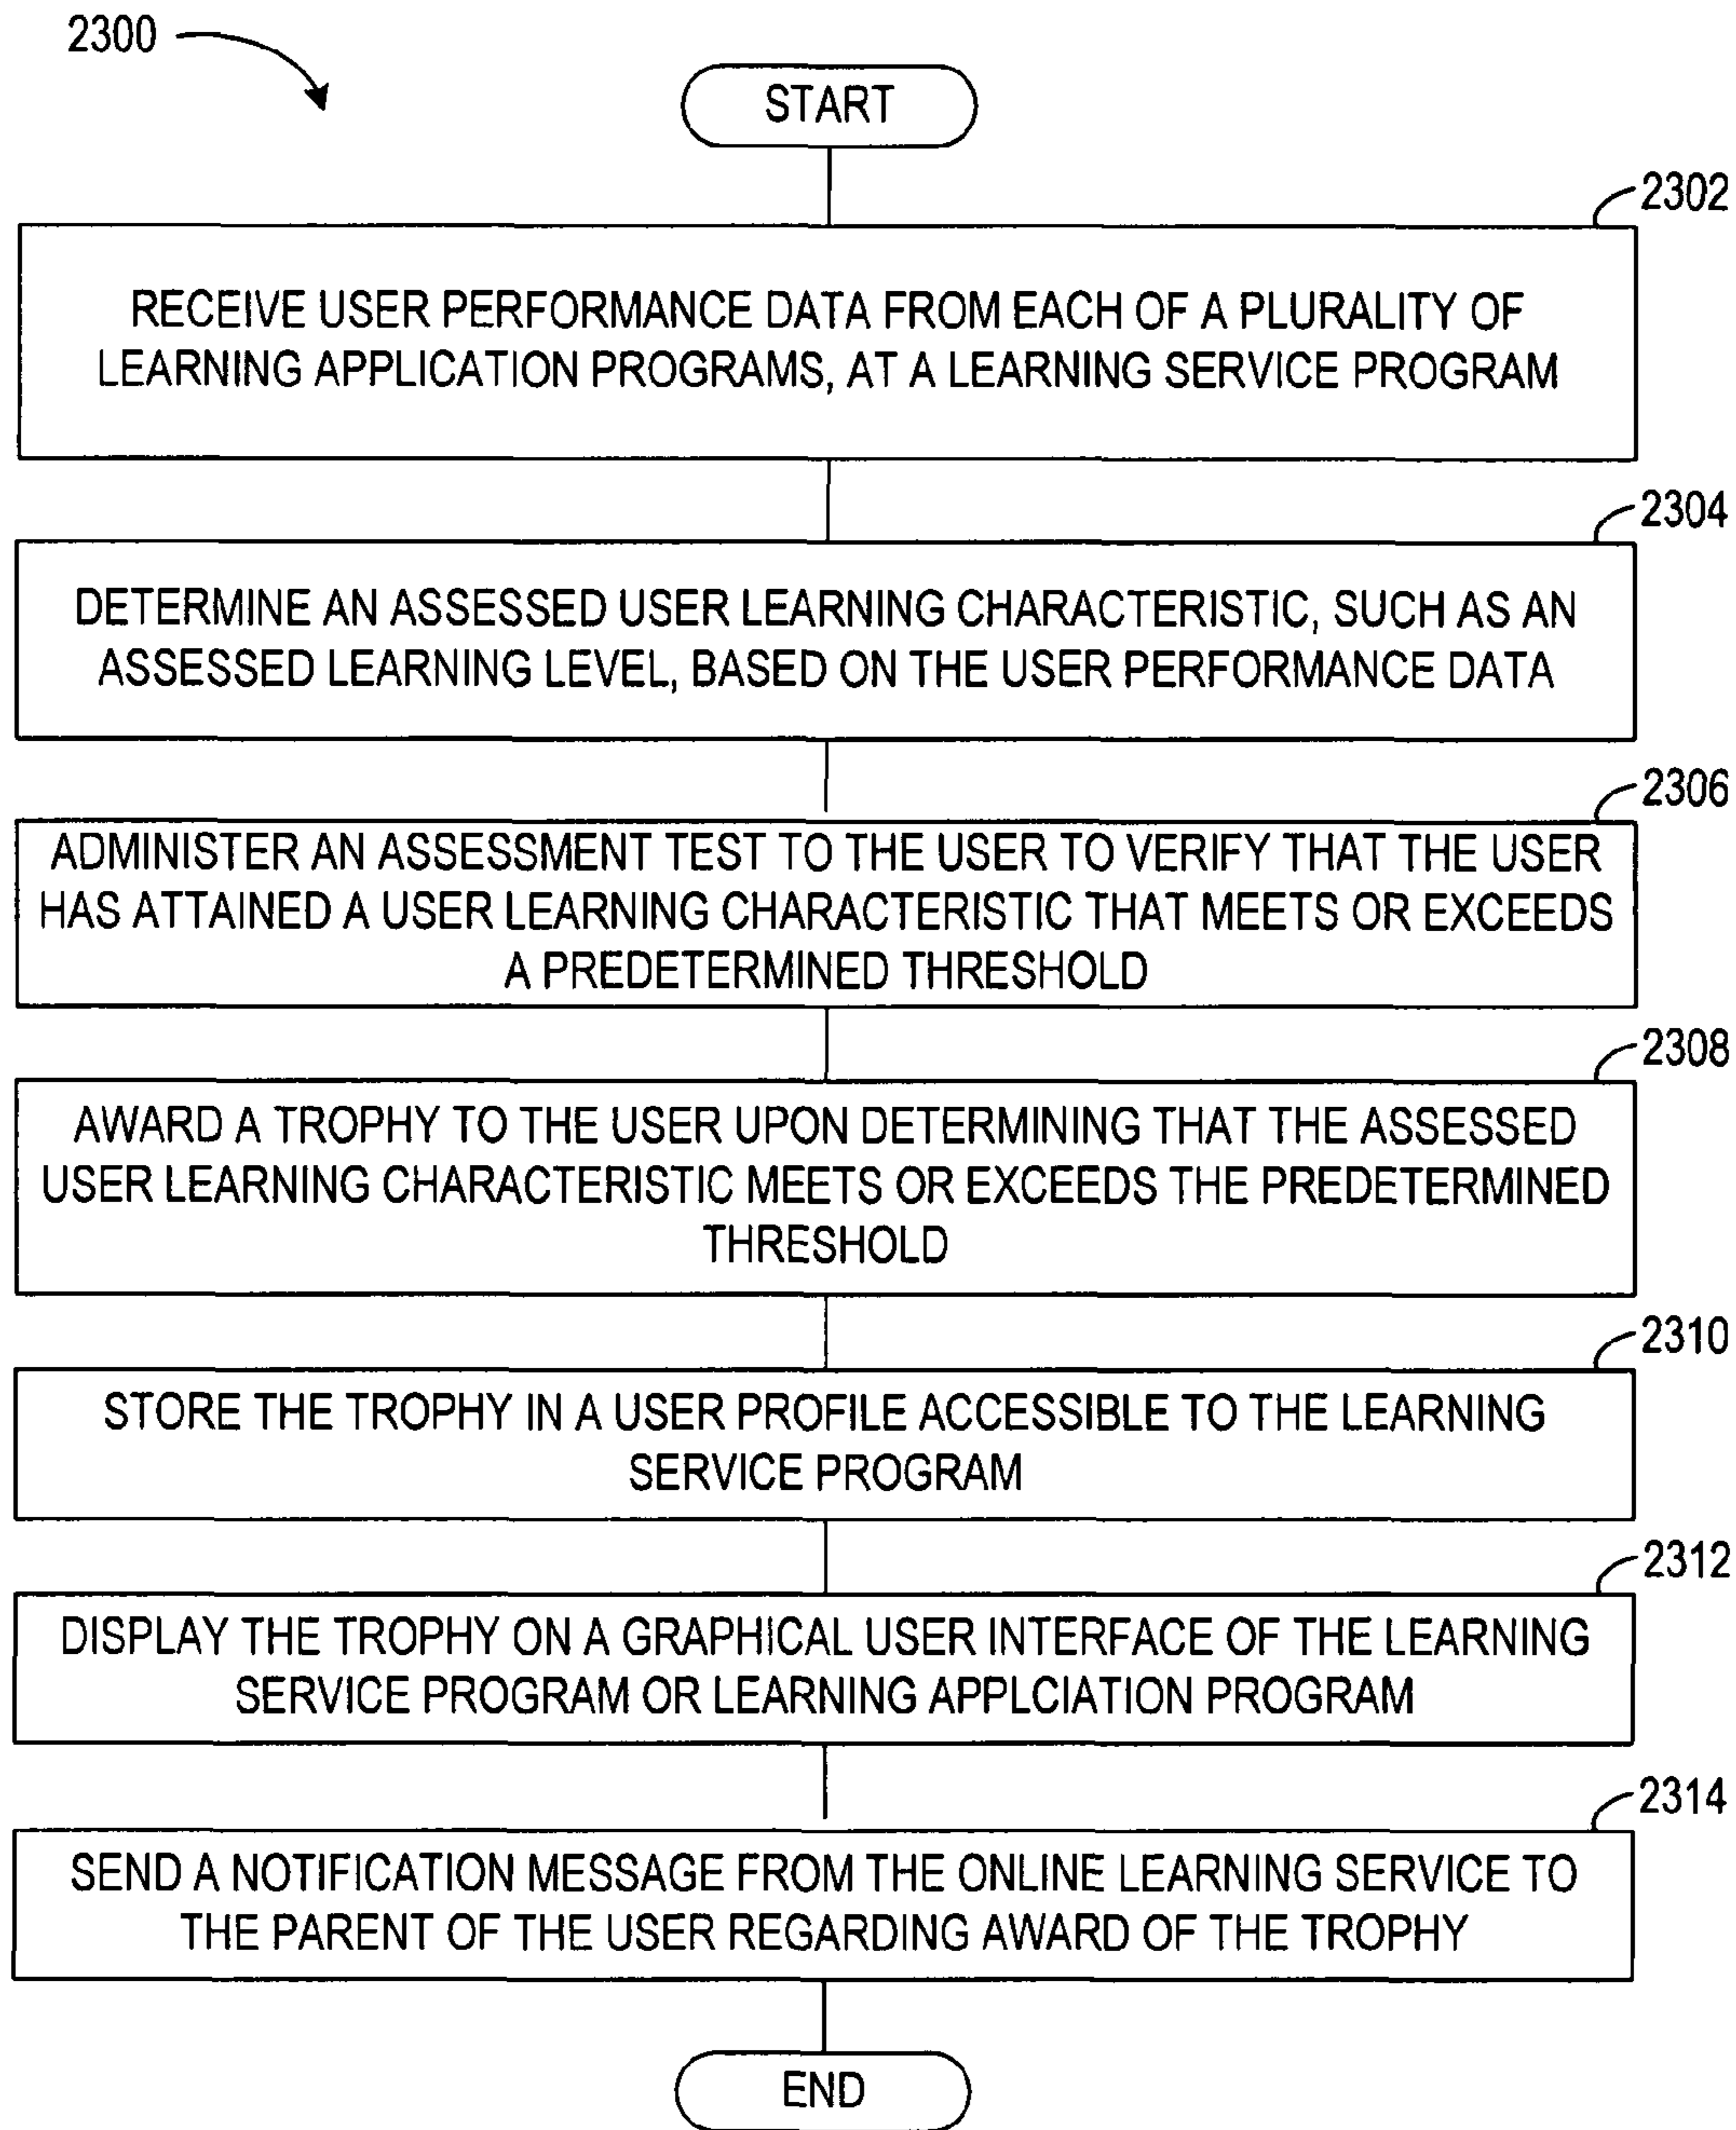 2300
START
2302
RECEIVE USER PERFORMANCE DATA FROM EACH OF A PLURALITY OF
LEARNING APPLICATION PROGRAMS, AT A LEARNING SERVICE PROGRAM
2304
DETERMINE AN ASSESSED USER LEARNING CHARACTERISTIC, SUCH AS AN
ASSESSED LEARNING LEVEL, BASED ON THE USER PERFORMANCE DATA
2306
ADMINISTER AN ASSESSMENT TEST TO THE USER TO VERIFY THAT THE USER
HAS ATTAINED A USER LEARNING CHARACTERISTIC THAT MEETS OR EXCEEDS
A PREDETERMINED THRESHOLD
2308
AWARD A TROPHY TO THE USER UPON DETERMINING THAT THE ASSESSED
USER LEARNING CHARACTERISTIC MEETS OR EXCEEDS THE PREDETERMINED
THRESHOLD
2310
STORE THE TROPHY IN A USER PROFILE ACCESSIBLE TO THE LEARNING
SERVICE PROGRAM
2312
DISPLAY THE TROPHY ON A GRAPHICAL USER INTERFACE OF THE LEARNING
SERVICE PROGRAM OR LEARNING APPLCIATION PROGRAM
2314
SEND A NOTIFICATION MESSAGE FROM THE ONLINE LEARNING SERVICE TO
THE PARENT OF THE USER REGARDING AWARD OF THE TROPHY
END